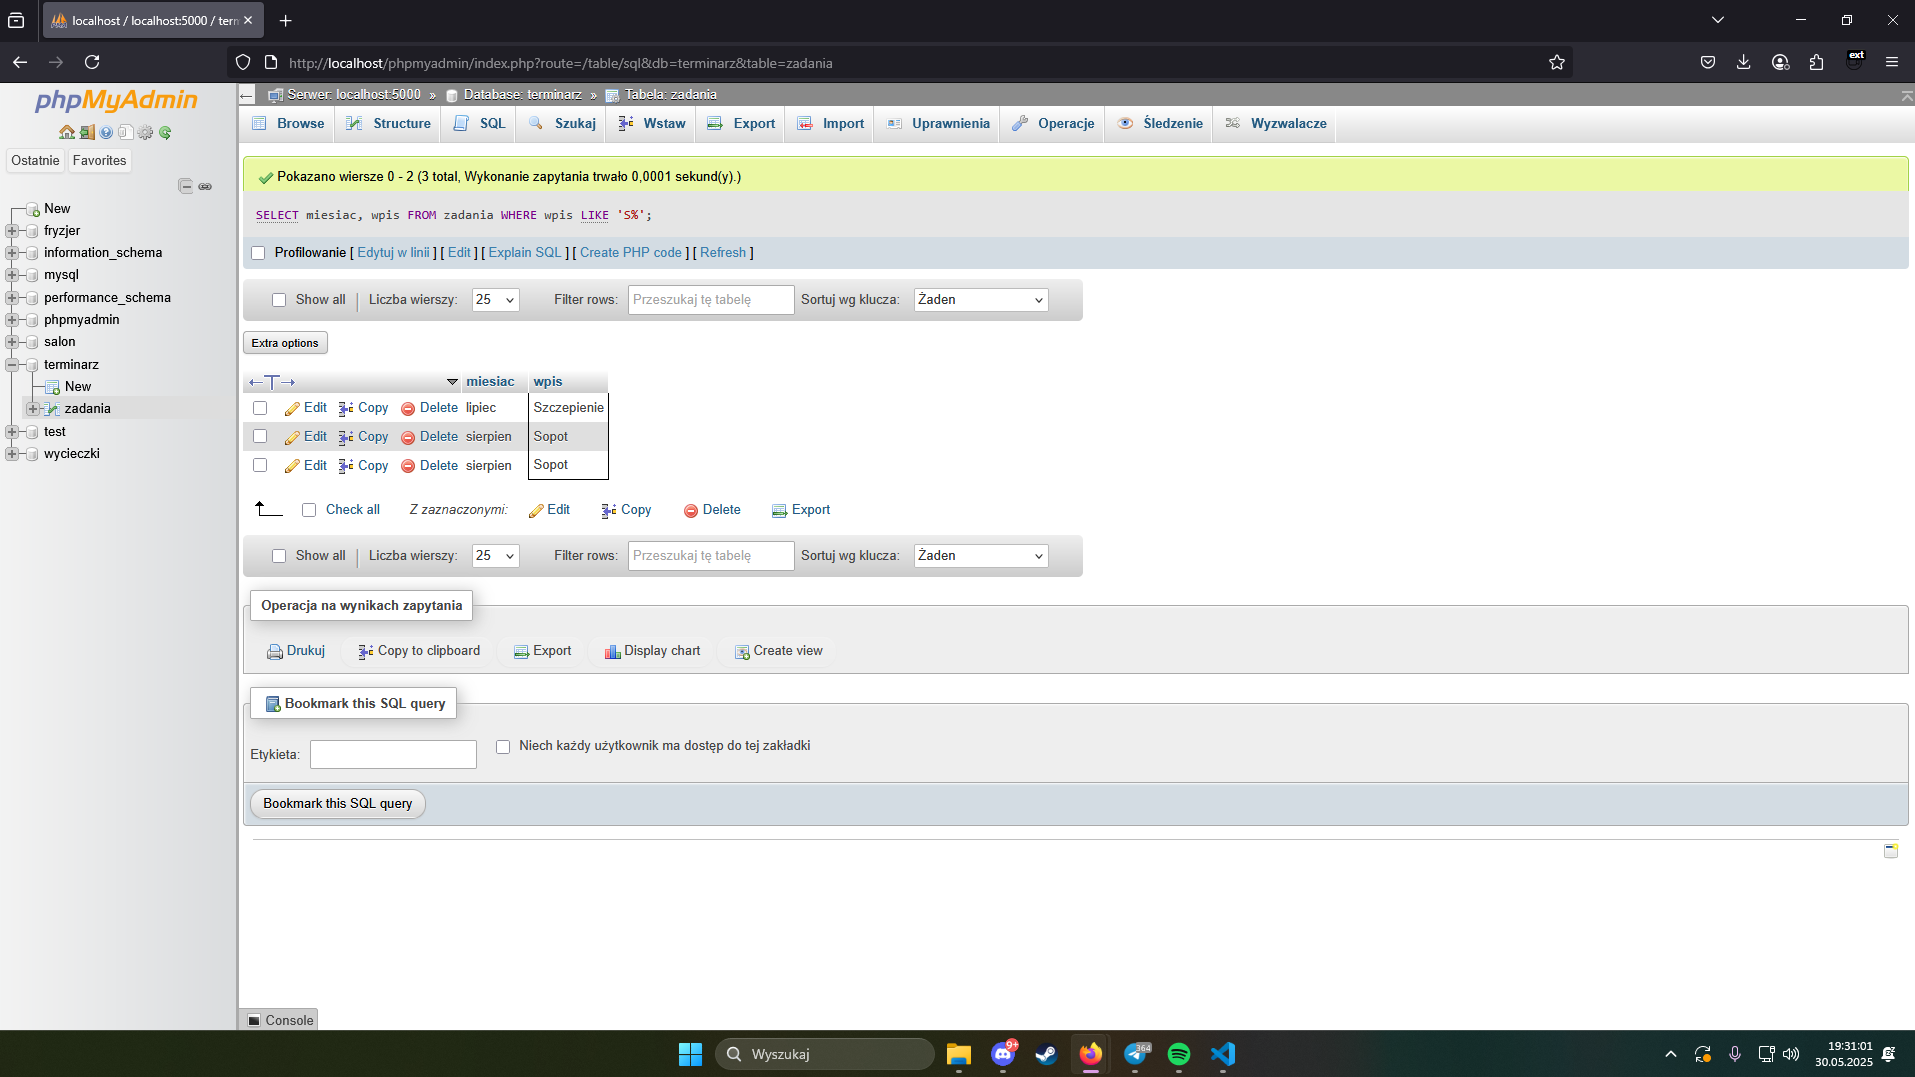 localhost / localhost:5000 / tern
http://localhost/phpmyadmin/index.php?route=/table/sql&db=terminarz&table=zadania
ext
phpMyAdmin
Ostatnie Favorites
New
fryzjer
information_schema
mysql
performance_schema
phpmyadmin
salon
terminarz
New
zadania
test
wycieczki
Serwer: localhost:5000 » Database: terminarz » Tabela: zadania
Browse Structure SQL Szukaj Wstaw Export Import Uprawnienia Operacje Śledzenie Wyzwalacze
Pokazano wiersze 0 - 2 (3 total, Wykonanie zapytania trwało 0,0001 sekund(y).)
SELECT miesiac, wpis FROM zadania WHERE wpis LIKE 'S%';
Profilowanie [ Edytuj w linii ] [ Edit ] [ Explain SQL ] [ Create PHP code ] [ Refresh ]
Show all Liczba wierszy: 25 Filter rows: Przeszukaj tę tabelę Sortuj wg klucza: Żaden
Extra options
←T→ miesiac wpis
Edit Copy Delete lipiec Szczepienie
Edit Copy Delete sierpien Sopot
Edit Copy Delete sierpien Sopot
Check all Z zaznaczonymi: Edit Copy Delete Export
Show all Liczba wierszy: 25 Filter rows: Przeszukaj tę tabelę Sortuj wg klucza: Żaden
Operacja na wynikach zapytania
Drukuj Copy to clipboard Export Display chart Create view
Bookmark this SQL query
Etykieta: Niech każdy użytkownik ma dostęp do tej zakładki
Bookmark this SQL query
Console
Wyszukaj
9+
364
19:31:01
30.05.2025